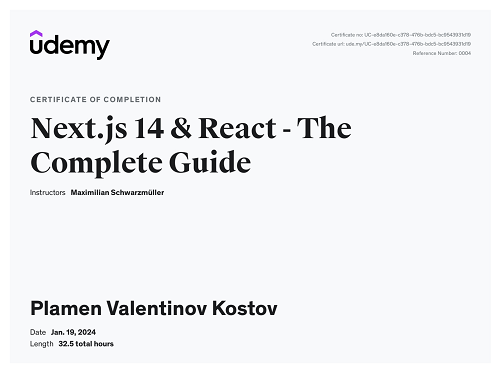 udemy
Certificate no: UC-e8da160e-c378-476b-bdc5-bc9543931d19
Certificate url: ude.my/UC-e8da160e-c378-476b-bdc5-bc9543931d19
Reference Number: 0004
CERTIFICATE OF COMPLETION
Next.js 14 & React - The
Complete Guide
Instructors Maximilian Schwarzmüller
Plamen Valentinov Kostov
Date Jan. 19, 2024
Length 32.5 total hours